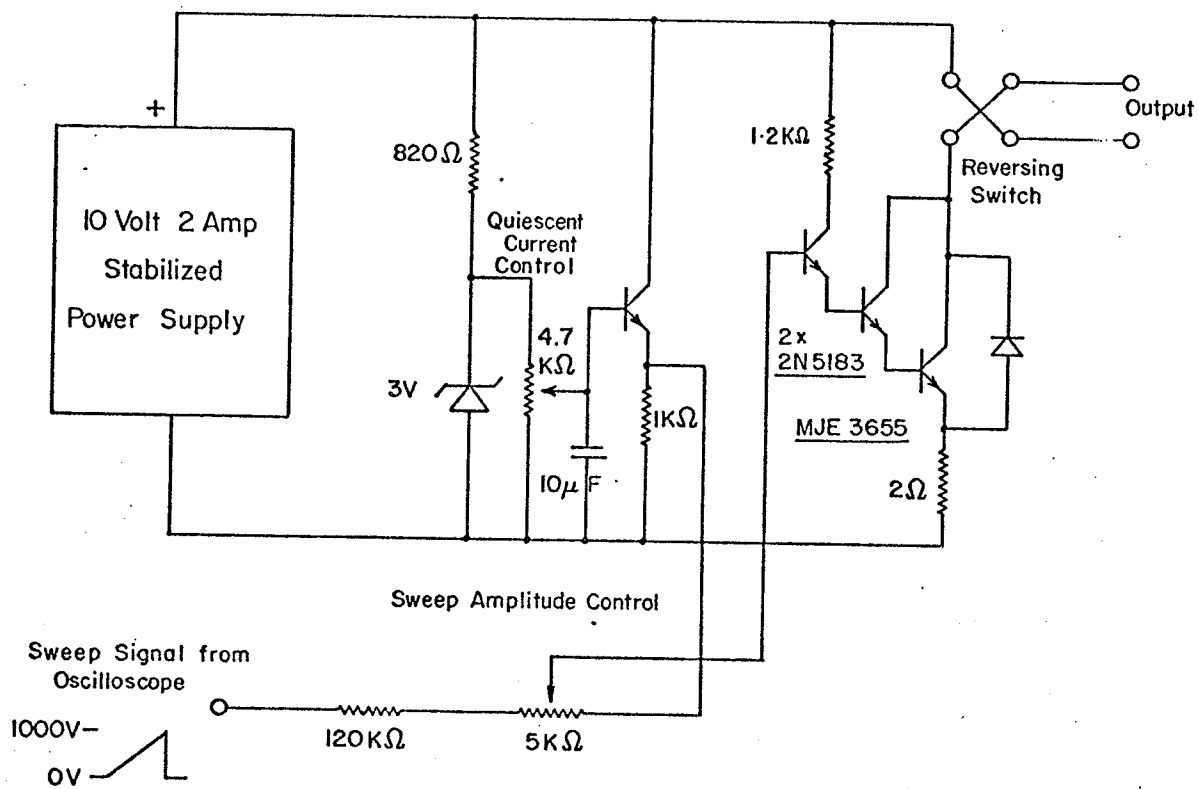 +
10 Volt 2 Amp
Stabilized
Power Supply
820Ω
Quiescent
Current
Control
4.7
KΩ
3V
10μF
1KΩ
1·2KΩ
2x
2N5183
MJE 3655
2Ω
Output
Reversing
Switch
Sweep Amplitude Control
Sweep Signal from
Oscilloscope
1000V
0V
120KΩ
5KΩ